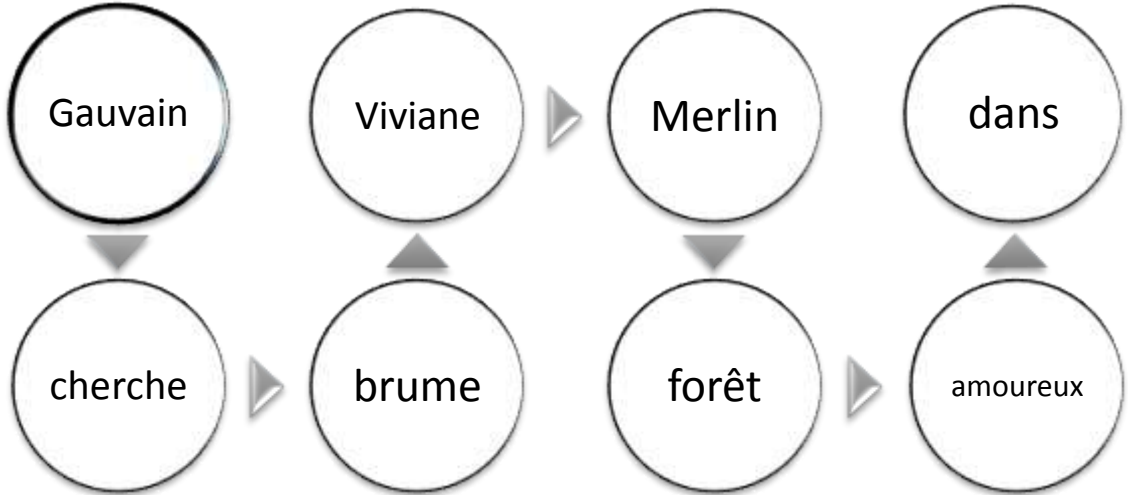 Gauvain
cherche
brume
Viviane
Merlin
forêt
amoureux
dans